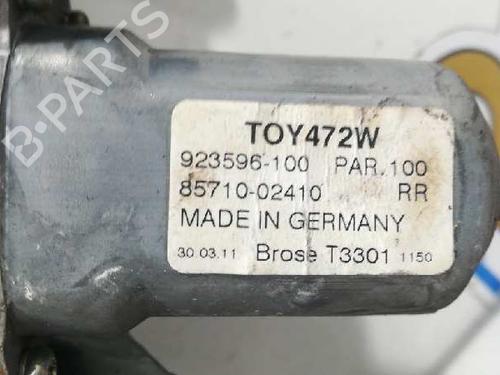 TOY472W
923596-100 PAR.100
85710-02410 RR
MADE IN GERMANY
30.03.11 Brose T3301 1150
B-Parts